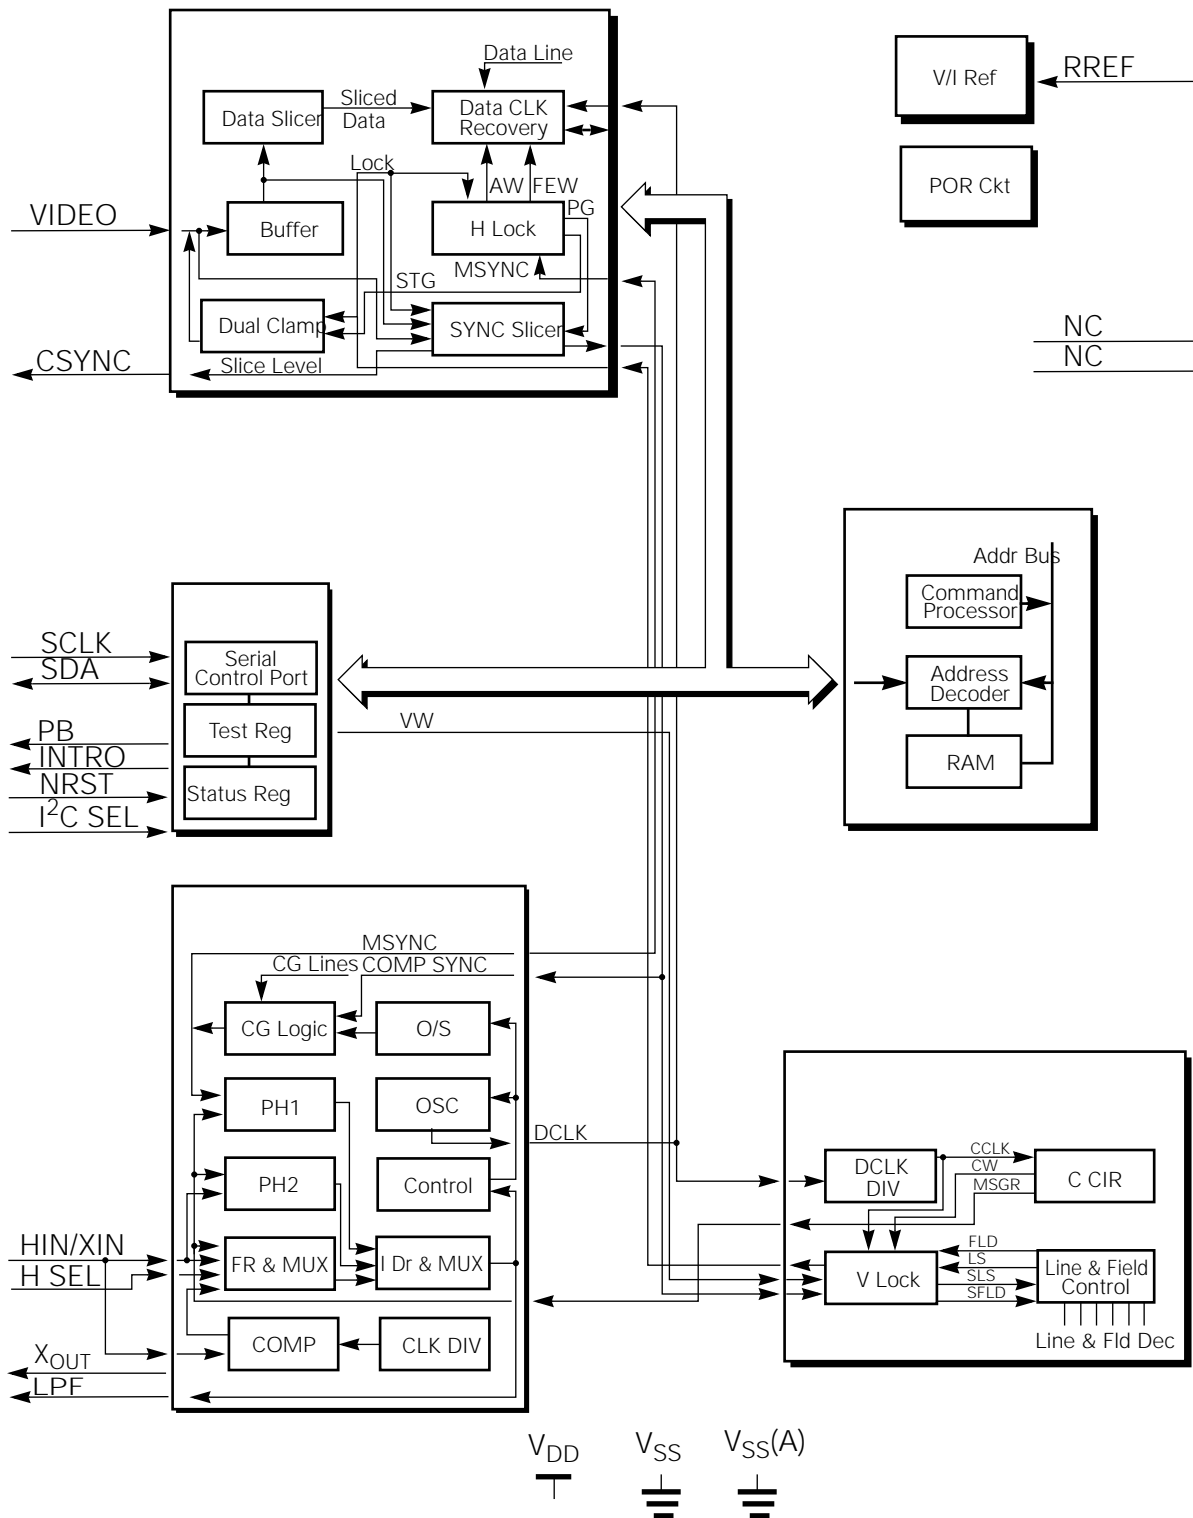 Data Line
V/I Ref
RREF
Data Slicer
Sliced
Data
Data CLK
Recovery
POR Ckt
Lock
AW
FEW
PG
VIDEO
Buffer
H Lock
MSYNC
STG
Dual Clamp
SYNC Slicer
NC
NC
CSYNC
Slice Level
Addr Bus
Command
Processor
SCLK
SDA
Serial
Control Port
Address
Decoder
PB
INTRO
NRST
I2C SEL
Test Reg
VW
Status Reg
RAM
MSYNC
CG Lines
COMP SYNC
CG Logic
O/S
PH1
OSC
DCLK
PH2
Control
DCLK
DIV
CCLK
CW
MSGR
C CIR
HIN/XIN
H SEL
FR & MUX
I Dr & MUX
V Lock
FLD
LS
SLS
SFLD
Line & Field
Control
Line & Fld Dec
COMP
CLK DIV
XOUT
LPF
VDD
VSS
VSS(A)